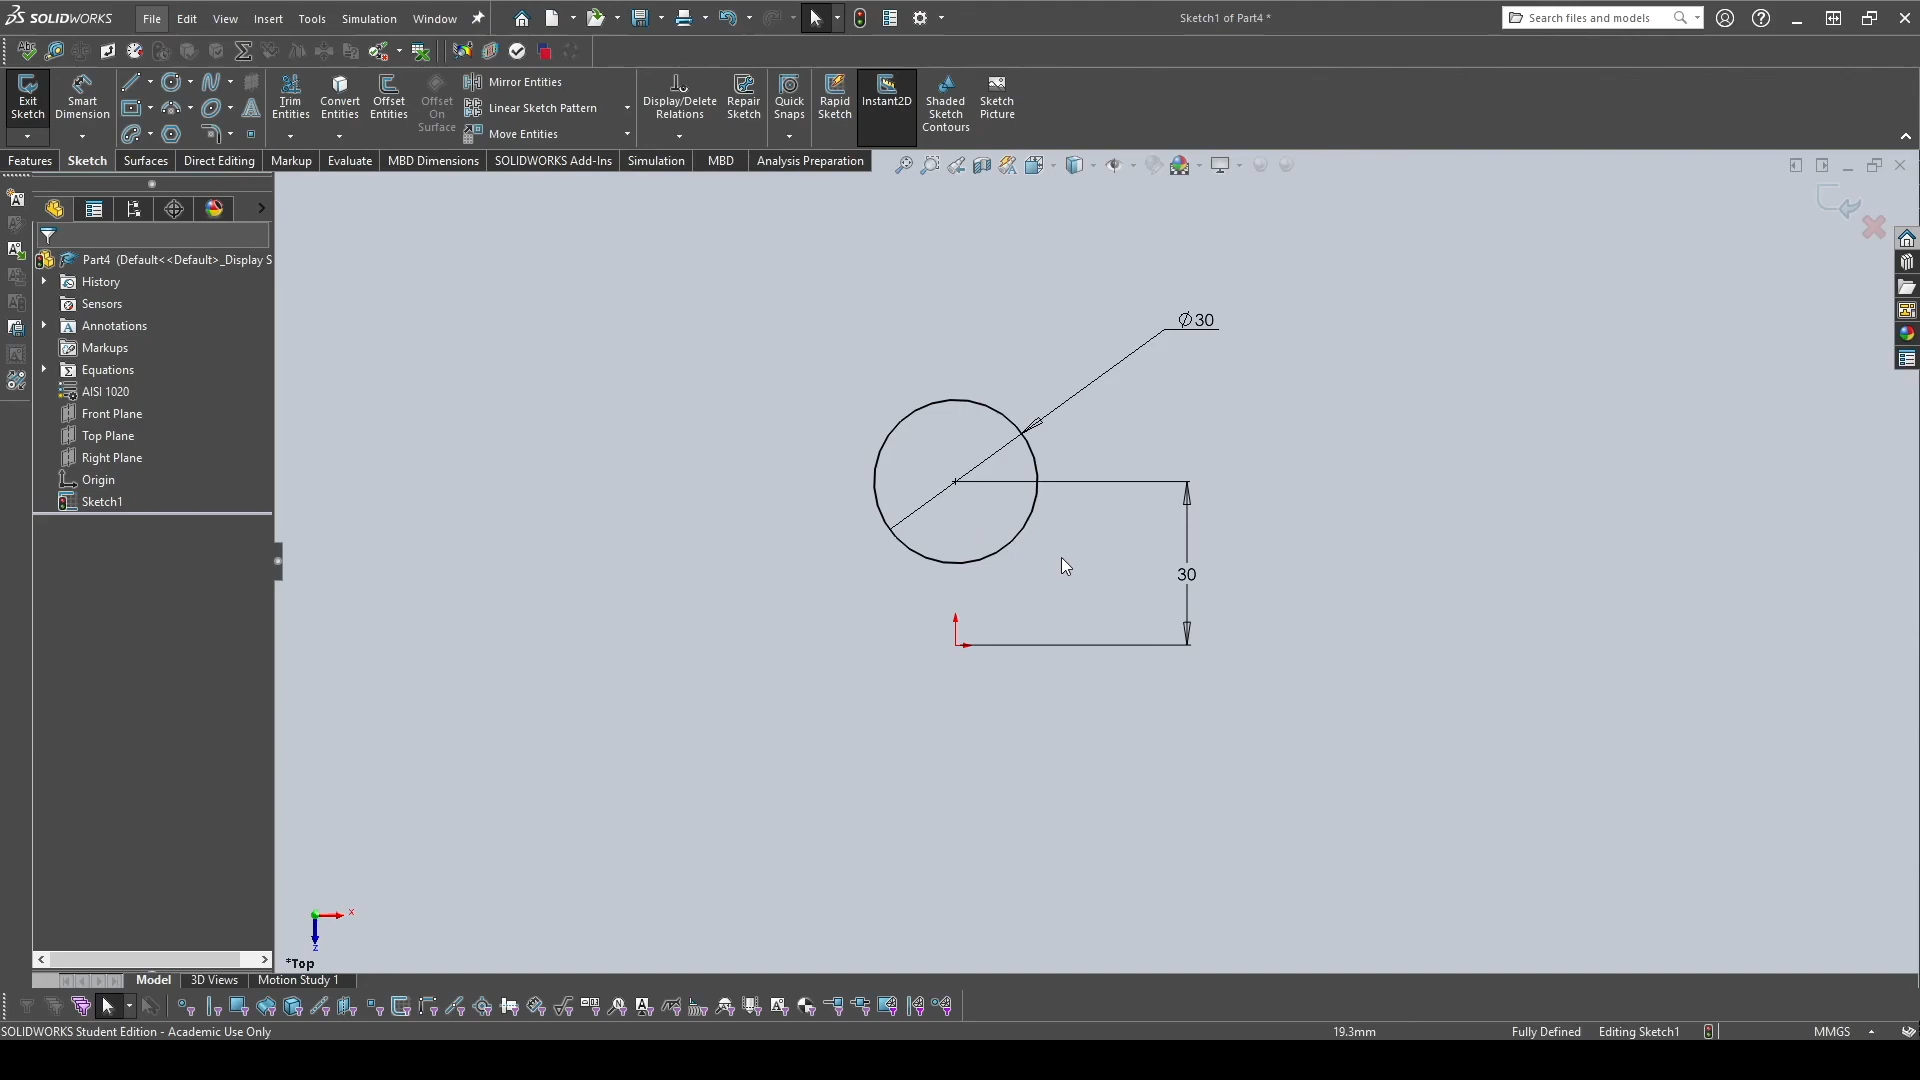 SOLIDWORKS File Edit View Insert Tools Simulation Window Sketch1 of Part4 * Search files and models
Exit Sketch
Smart Dimension
Trim Entities
Convert Entities
Offset Entities
Offset On Surface
Mirror Entities
Linear Sketch Pattern
Move Entities
Display/Delete Relations
Repair Sketch
Quick Snaps
Rapid Sketch
Instant2D
Shaded Sketch Contours
Sketch Picture
Features Sketch Surfaces Direct Editing Markup Evaluate MBD Dimensions SOLIDWORKS Add-Ins Simulation MBD Analysis Preparation
Part4 (Default<<Default>_Display S
History
Sensors
Annotations
Markups
Equations
AISI 1020
Front Plane
Top Plane
Right Plane
Origin
Sketch1
∅30
30
x
z
*Top
Model 3D Views Motion Study 1
SOLIDWORKS Student Edition - Academic Use Only 19.3mm Fully Defined Editing Sketch1 MMGS